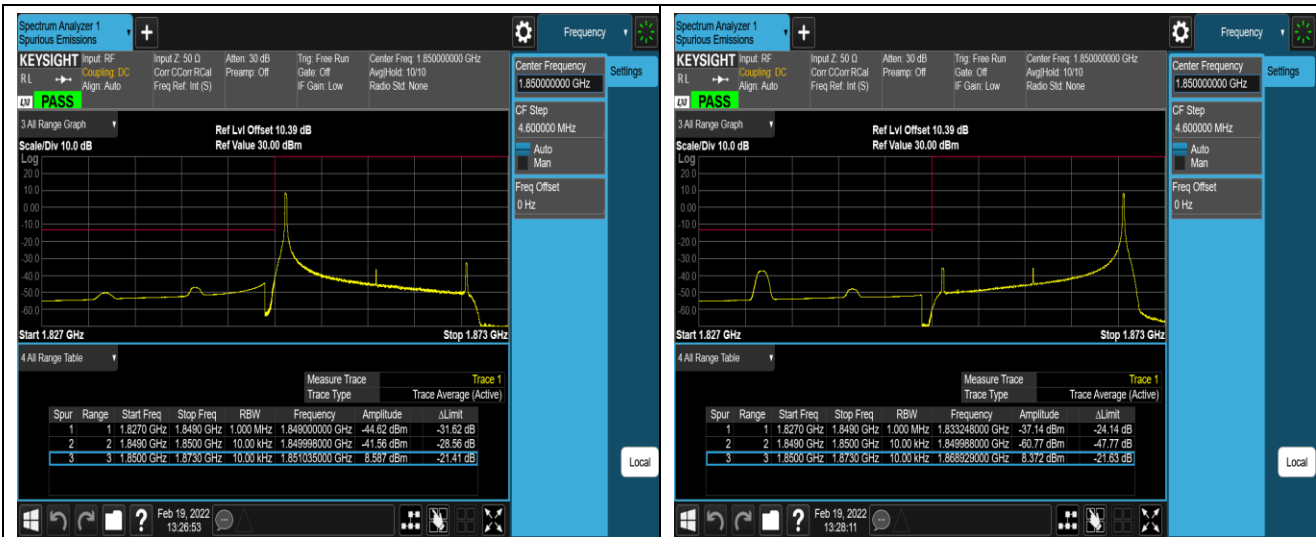 Spectrum Analyzer 1
Spurious Emissions
+
Frequency
KEYSIGHT Input: RF Input Z: 50 Ω Atten: 30 dB Trig: Free Run Center Freq: 1.850000000 GHz
RL Coupling: DC Corr CCorr RCal Preamp: Off Gate: Off Avg|Hold: 10/10
Align: Auto Freq Ref: Int (S) IF Gain: Low Radio Std: None
LXI PASS
Center Frequency
1.850000000 GHz
Settings
CF Step
4.600000 MHz
Auto
Man
Freq Offset
0 Hz
3 All Range Graph
Ref Lvl Offset 10.39 dB
Scale/Div 10.0 dB Ref Value 30.00 dBm
Log
20.0
10.0
0.00
-10.0
-20.0
-30.0
-40.0
-50.0
-60.0
Start 1.827 GHz Stop 1.873 GHz
4 All Range Table
Measure Trace Trace 1
Trace Type Trace Average (Active)
Spur Range Start Freq Stop Freq RBW Frequency Amplitude ΔLimit
1 1 1.8270 GHz 1.8490 GHz 1.000 MHz 1.849000000 GHz -44.62 dBm -31.62 dB
2 2 1.8490 GHz 1.8500 GHz 10.00 kHz 1.849998000 GHz -41.56 dBm -28.56 dB
3 3 1.8500 GHz 1.8730 GHz 10.00 kHz 1.851035000 GHz 8.587 dBm -21.41 dB
Local
?
Feb 19, 2022
13:26:53
Spectrum Analyzer 1
Spurious Emissions
+
Frequency
KEYSIGHT Input: RF Input Z: 50 Ω Atten: 30 dB Trig: Free Run Center Freq: 1.850000000 GHz
RL Coupling: DC Corr CCorr RCal Preamp: Off Gate: Off Avg|Hold: 10/10
Align: Auto Freq Ref: Int (S) IF Gain: Low Radio Std: None
LXI PASS
Center Frequency
1.850000000 GHz
Settings
CF Step
4.600000 MHz
Auto
Man
Freq Offset
0 Hz
3 All Range Graph
Ref Lvl Offset 10.39 dB
Scale/Div 10.0 dB Ref Value 30.00 dBm
Log
20.0
10.0
0.00
-10.0
-20.0
-30.0
-40.0
-50.0
-60.0
Start 1.827 GHz Stop 1.873 GHz
4 All Range Table
Measure Trace Trace 1
Trace Type Trace Average (Active)
Spur Range Start Freq Stop Freq RBW Frequency Amplitude ΔLimit
1 1 1.8270 GHz 1.8490 GHz 1.000 MHz 1.833248000 GHz -37.14 dBm -24.14 dB
2 2 1.8490 GHz 1.8500 GHz 10.00 kHz 1.849988000 GHz -60.77 dBm -47.77 dB
3 3 1.8500 GHz 1.8730 GHz 10.00 kHz 1.868929000 GHz 8.372 dBm -21.63 dB
Local
?
Feb 19, 2022
13:28:11